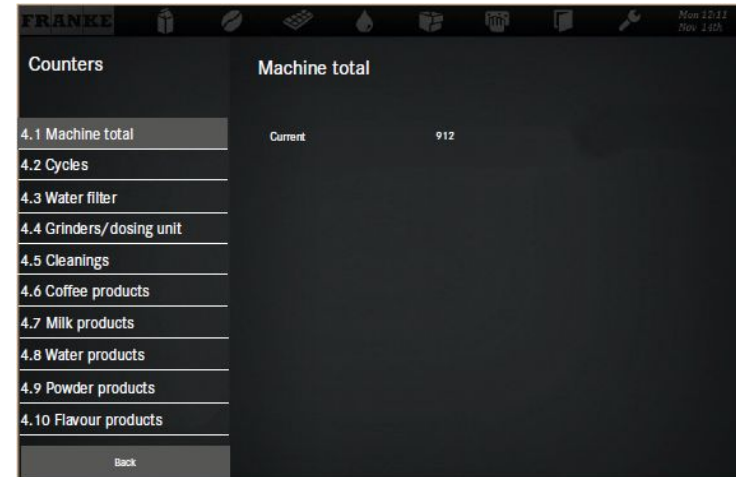 FRANKE
Mon 12:11
Nov 14th
Counters
Machine total
4.1 Machine total
Current 912
4.2 Cycles
4.3 Water filter
4.4 Grinders/dosing unit
4.5 Cleanings
4.6 Coffee products
4.7 Milk products
4.8 Water products
4.9 Powder products
4.10 Flavour products
Back